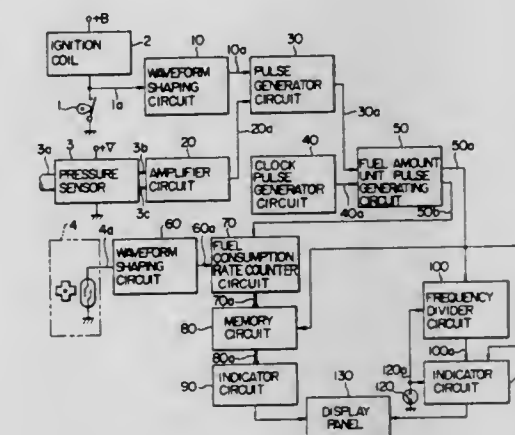 +B
IGNITION
COIL
2
10
10a
30
WAVEFORM
SHAPING
CIRCUIT
PULSE
GENERATOR
CIRCUIT
1
1a
20a
30a
3
+V
3a
3b
20
40
50
50a
PRESSURE
SENSOR
AMPLIFIER
CIRCUIT
CLOCK
PULSE
GENERATOR
CIRCUIT
FUEL AMOUNT
UNIT PULSE
GENERATING
CIRCUIT
3c
40a
50b
4
4a
60
60a
70
WAVEFORM
SHAPING
CIRCUIT
FUEL
CONSUMPTION
RATE COUNTER
CIRCUIT
100
FREQUENCY
DIVIDER
CIRCUIT
70a
80
MEMORY
CIRCUIT
80a
100a
120a
90
INDICATOR
CIRCUIT
130
120
INDICATOR
CIRCUIT
DISPLAY
PANEL